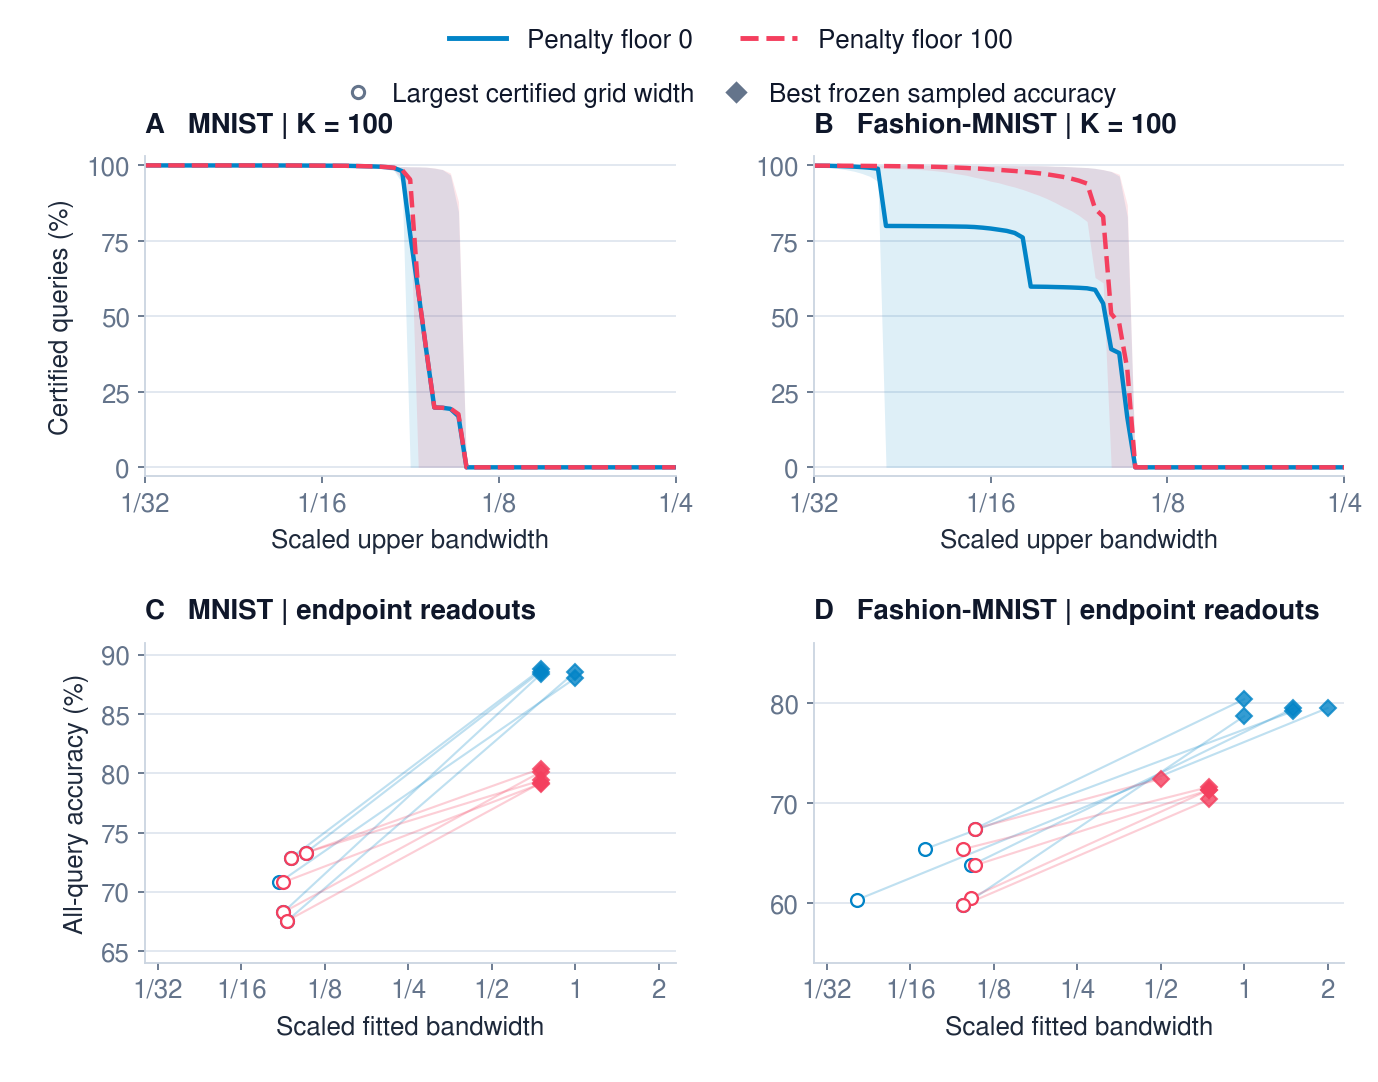 Penalty floor 0 Penalty floor 100
Largest certified grid width Best frozen sampled accuracy
A MNIST | K = 100
B Fashion-MNIST | K = 100
Certified queries (%)
100
75
50
25
0
1/32 1/16 1/8 1/4
Scaled upper bandwidth
100
75
50
25
0
1/32 1/16 1/8 1/4
Scaled upper bandwidth
C MNIST | endpoint readouts
D Fashion-MNIST | endpoint readouts
All-query accuracy (%)
90
85
80
75
70
65
1/32 1/16 1/8 1/4 1/2 1 2
Scaled fitted bandwidth
80
70
60
1/32 1/16 1/8 1/4 1/2 1 2
Scaled fitted bandwidth